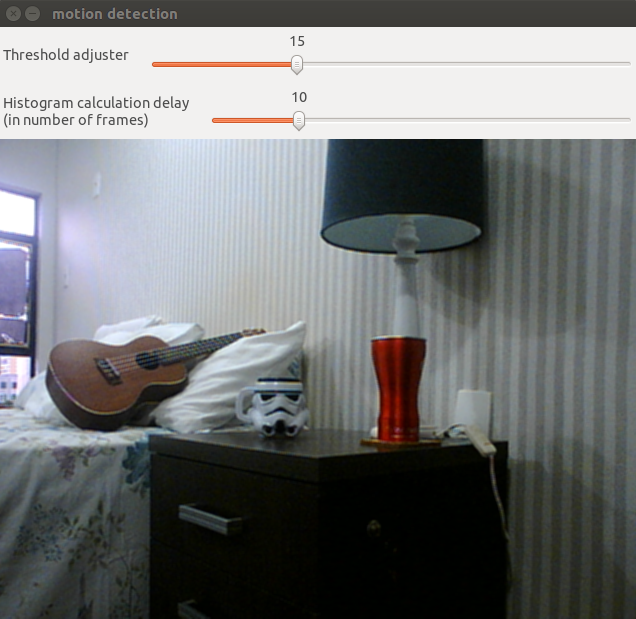 motion detection
15
Threshold adjuster
10
Histogram calculation delay
(in number of frames)